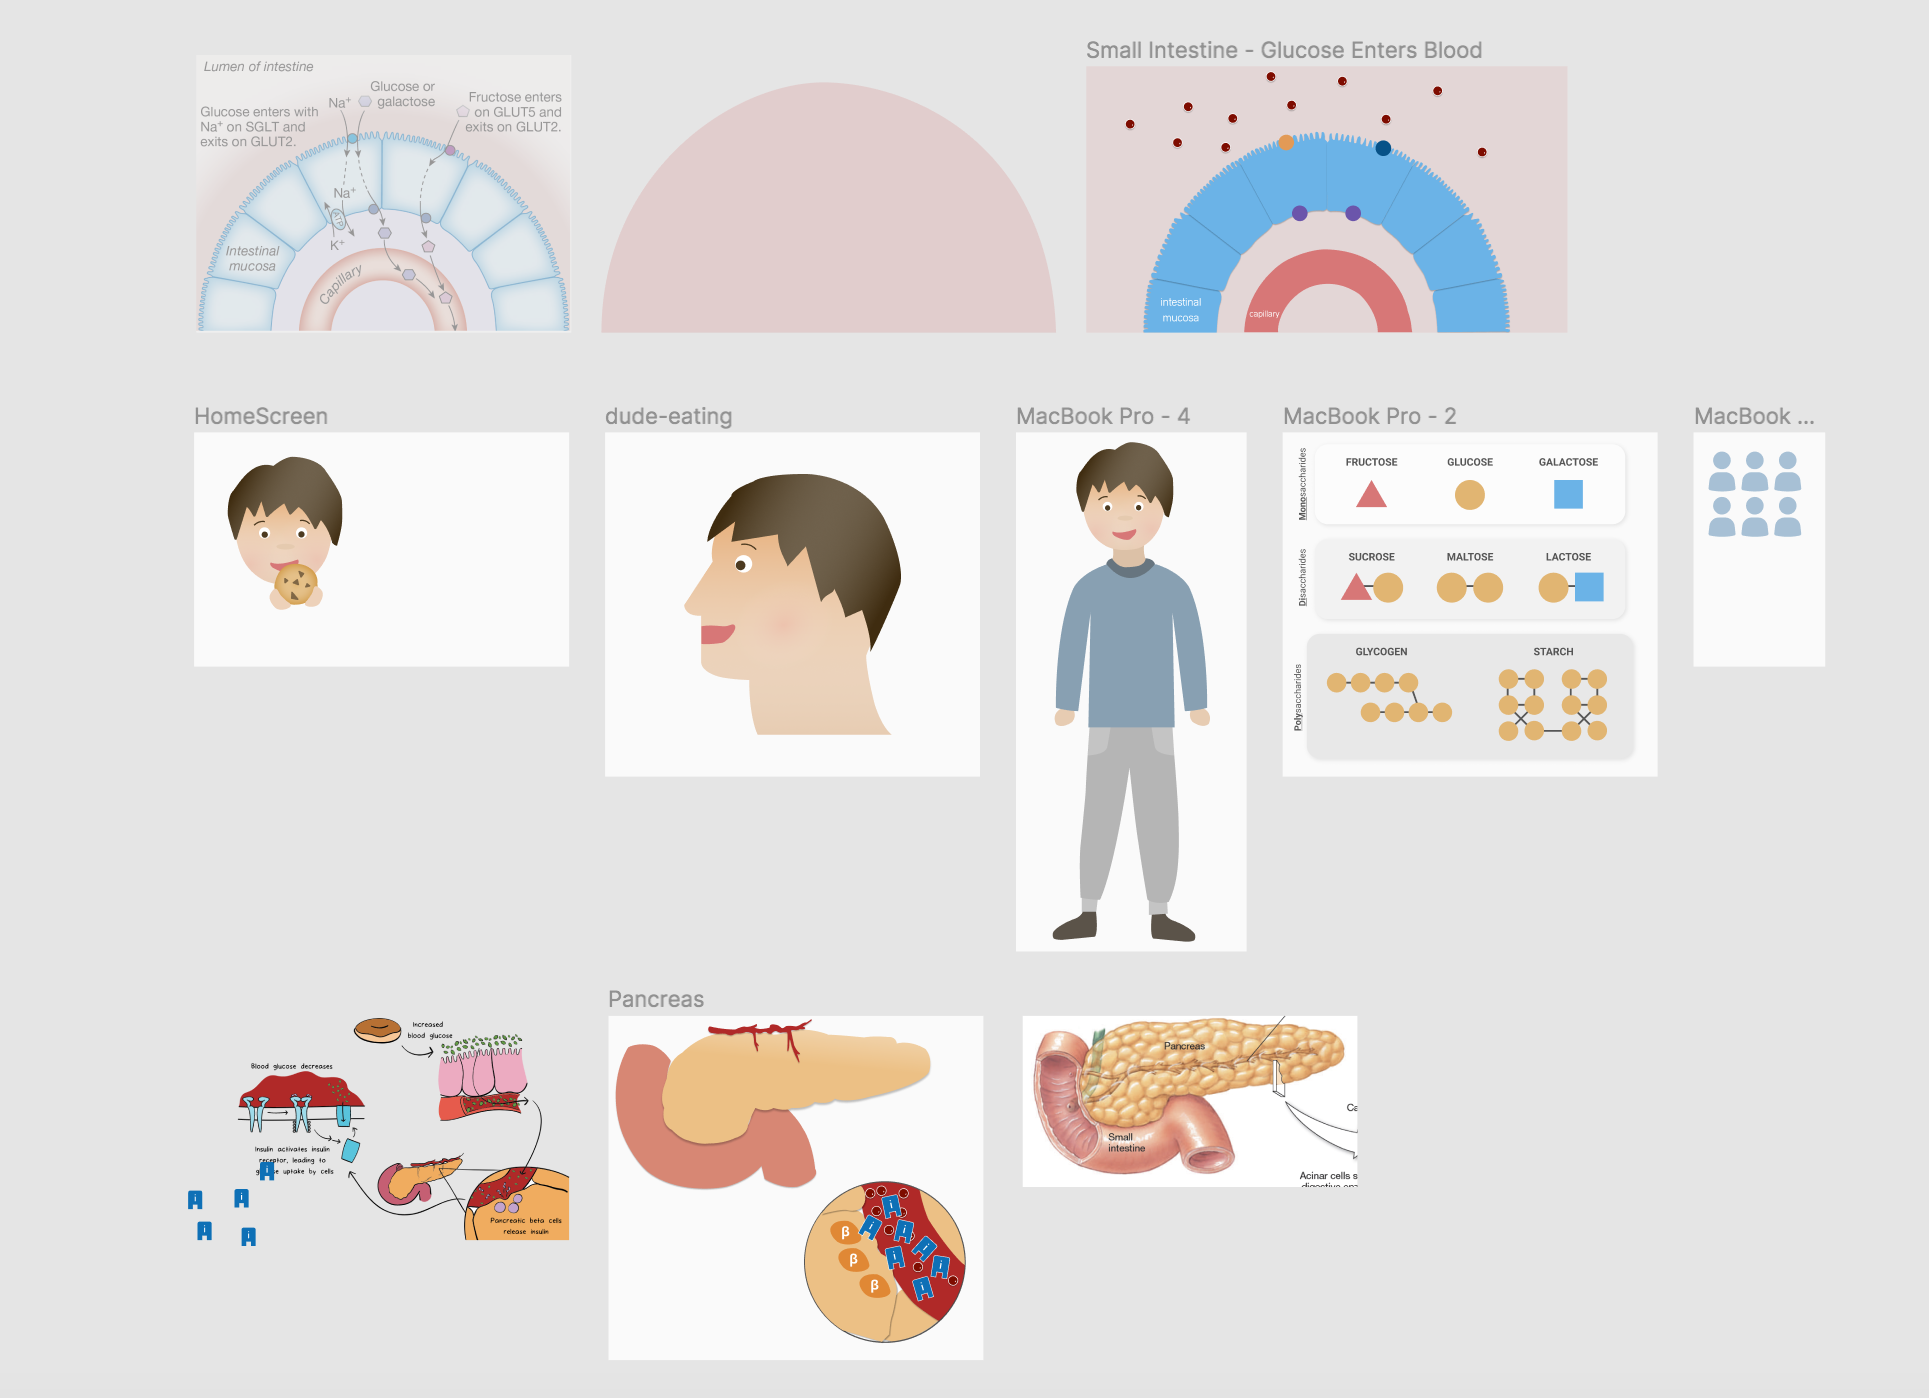 Lumen of intestine
Glucose or
galactose
Na⁺
Glucose enters with
Na⁺ on SGLT and
exits on GLUT2.
Fructose enters
on GLUT5 and
exits on GLUT2.
Na⁺
ATP
K⁺
Intestinal
mucosa
Capillary
Small Intestine - Glucose Enters Blood
intestinal
mucosa
capillary
HomeScreen
dude-eating
MacBook Pro - 4
MacBook Pro - 2
MacBook ...
Monosaccharides
FRUCTOSE
GLUCOSE
GALACTOSE
Disaccharides
SUCROSE
MALTOSE
LACTOSE
Polysaccharides
GLYCOGEN
STARCH
Increased
blood glucose
Blood glucose decreases
Insulin activates insulin
receptor, leading to
uptake by cells
i
i
i
i
i
Pancreatic beta cells
release insulin
Pancreas
β
β
β
i
i
i
i
i
i
i
Pancreas
Small
intestine
Ca
Acinar cells s